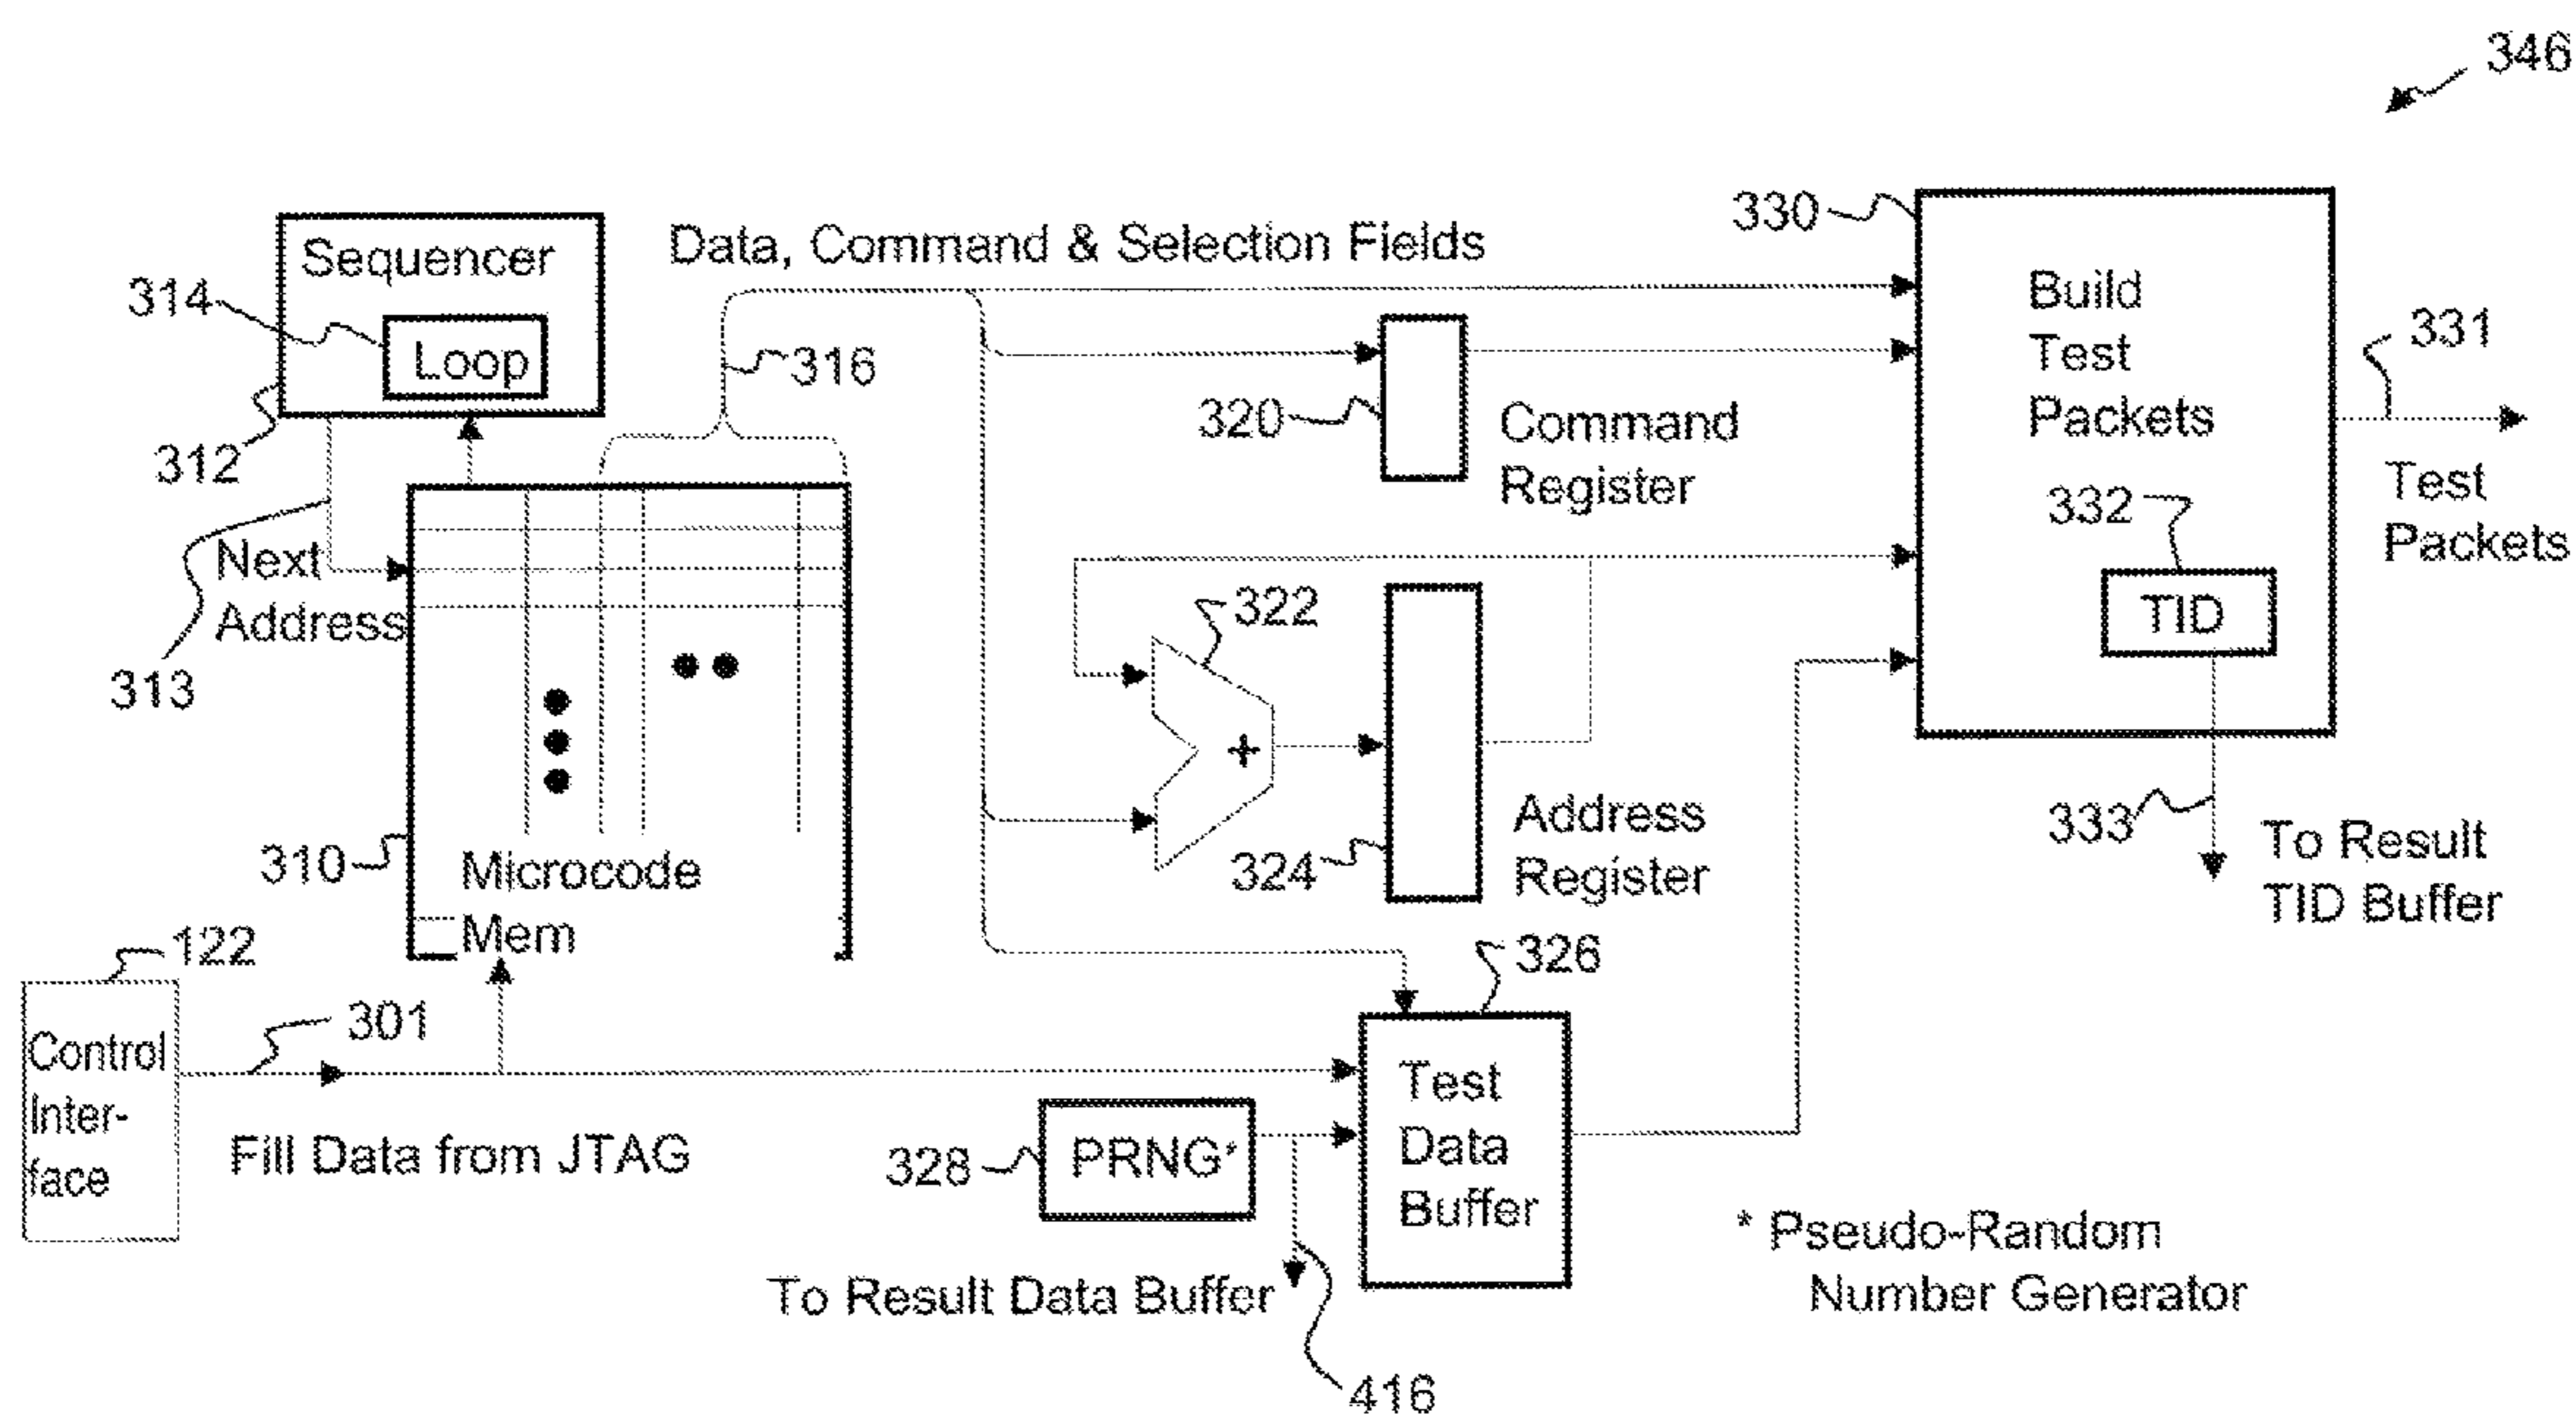 346
330
Sequencer
Data, Command & Selection Fields
314
Loop
Build
Test
Packets
331
316
320
Command
Register
312
Test
Packets
332
TID
Next
Address
313
322
333
To Result
TID Buffer
310
Microcode
Mem
324
Address
Register
122
326
301
Control
Inter-
face
Fill Data from JTAG
328
PRNG*
Test
Data
Buffer
* Pseudo-Random
Number Generator
To Result Data Buffer
416
+